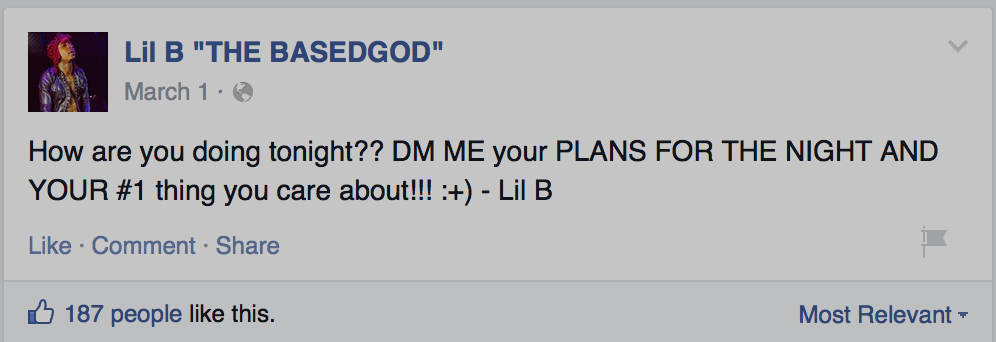 Lil B "THE BASEDGOD"
March 1 ·
How are you doing tonight?? DM ME your PLANS FOR THE NIGHT AND
YOUR #1 thing you care about!!! :+) - Lil B
Like · Comment · Share
187 people like this.
Most Relevant